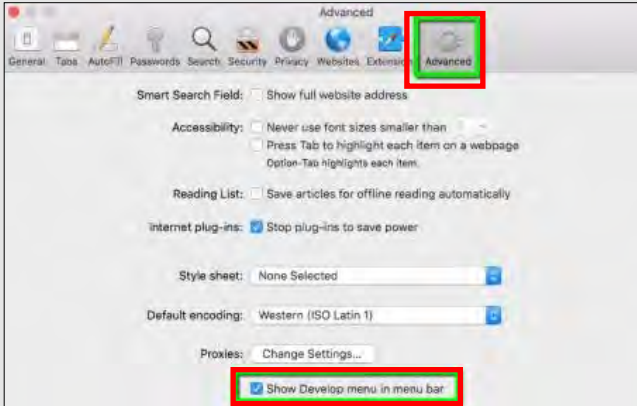 Advanced
General Tabs AutoFill Passwords Search Security Privacy Websites Extensions Advanced
Smart Search Field: Show full website address
Accessibility: Never use font sizes smaller than
Press Tab to highlight each item on a webpage
Option-Tab highlights each item.
Reading List: Save articles for offline reading automatically
Internet plug-ins: Stop plug-ins to save power
Style sheet: None Selected
Default encoding: Western (ISO Latin 1)
Proxies: Change Settings...
Show Develop menu in menu bar